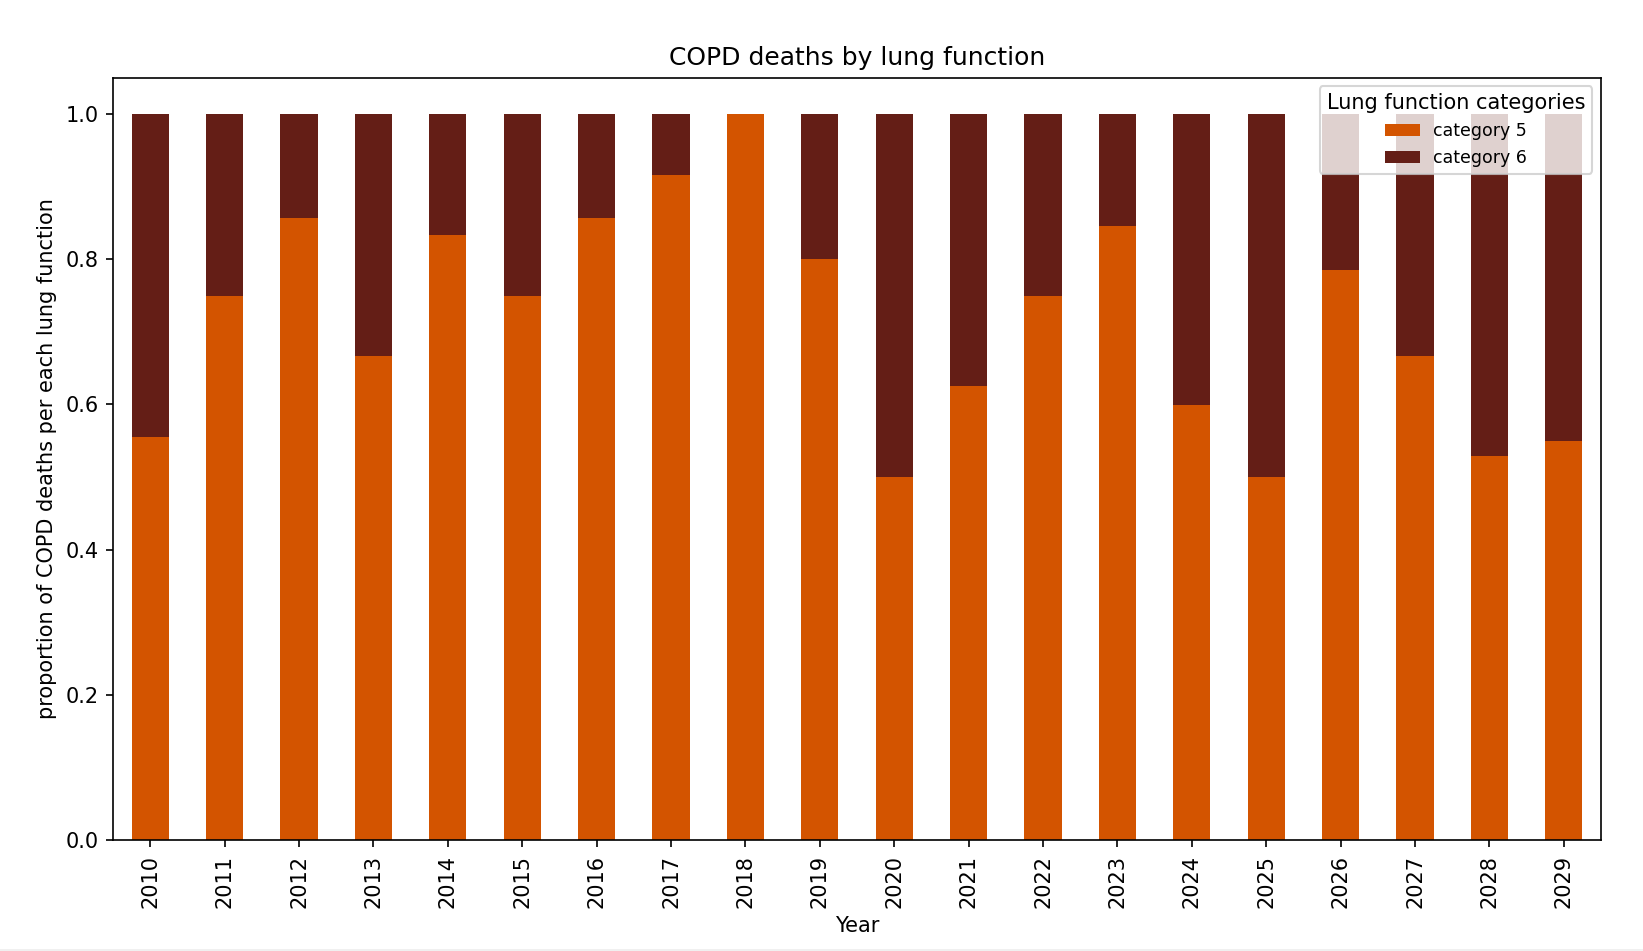 COPD deaths by lung function
Lung function categories
category 5
category 6
proportion of COPD deaths per each lung function
1.0
0.8
0.6
0.4
0.2
0.0
2010 2011 2012 2013 2014 2015 2016 2017 2018 2019 2020 2021 2022 2023 2024 2025 2026 2027 2028 2029
Year